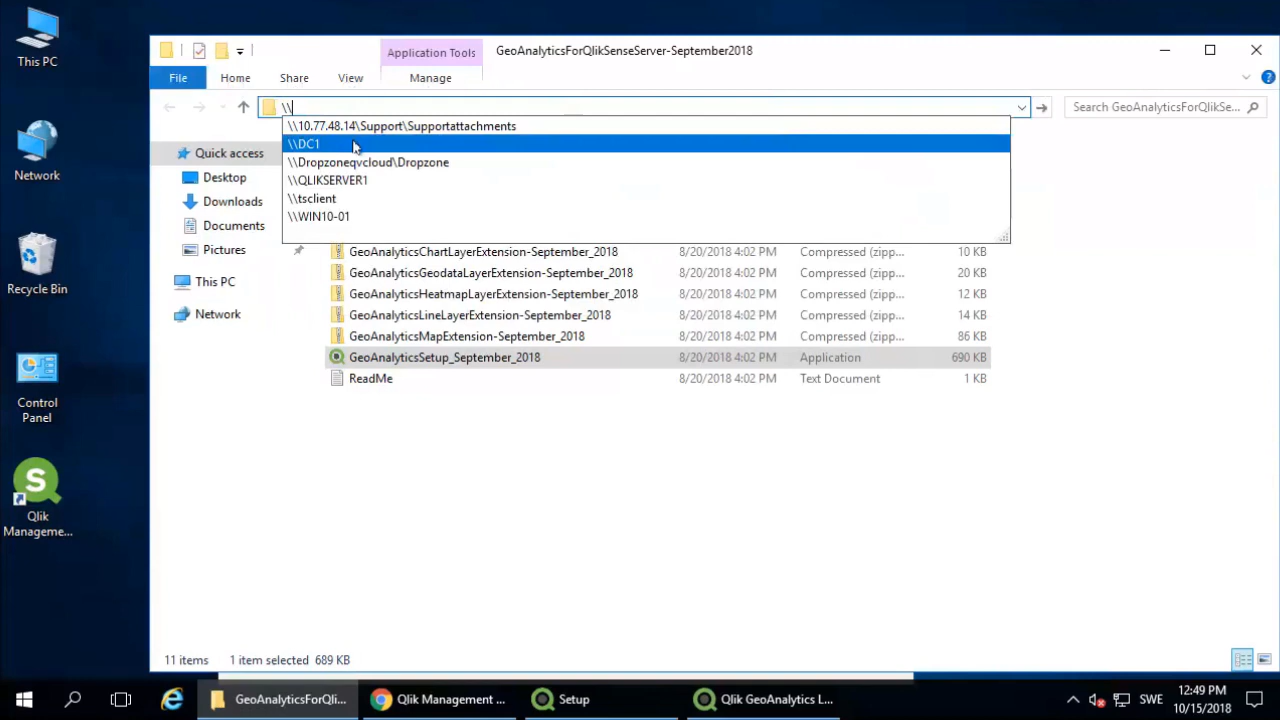 This PC
Network
Recycle Bin
Control
Panel
Qlik
Manageme...
Application Tools
GeoAnalyticsForQlikSenseServer-September2018
File
Home
Share
View
Manage
\\
Search GeoAnalyticsForQlikSe...
\\10.77.48.14\Support\Supportattachments
\\DC1
\\Dropzoneqvcloud\Dropzone
\\QLIKSERVER1
\\tsclient
\\WIN10-01
Quick access
Desktop
Downloads
Documents
Pictures
This PC
Network
GeoAnalyticsChartLayerExtension-September_2018 8/20/2018 4:02 PM Compressed (zipp... 10 KB
GeoAnalyticsGeodataLayerExtension-September_2018 8/20/2018 4:02 PM Compressed (zipp... 20 KB
GeoAnalyticsHeatmapLayerExtension-September_2018 8/20/2018 4:02 PM Compressed (zipp... 12 KB
GeoAnalyticsLineLayerExtension-September_2018 8/20/2018 4:02 PM Compressed (zipp... 14 KB
GeoAnalyticsMapExtension-September_2018 8/20/2018 4:02 PM Compressed (zipp... 86 KB
GeoAnalyticsSetup_September_2018 8/20/2018 4:02 PM Application 690 KB
ReadMe 8/20/2018 4:02 PM Text Document 1 KB
11 items 1 item selected 689 KB
GeoAnalyticsForQli...
Qlik Management ...
Setup
Qlik GeoAnalytics L...
SWE
12:49 PM
10/15/2018